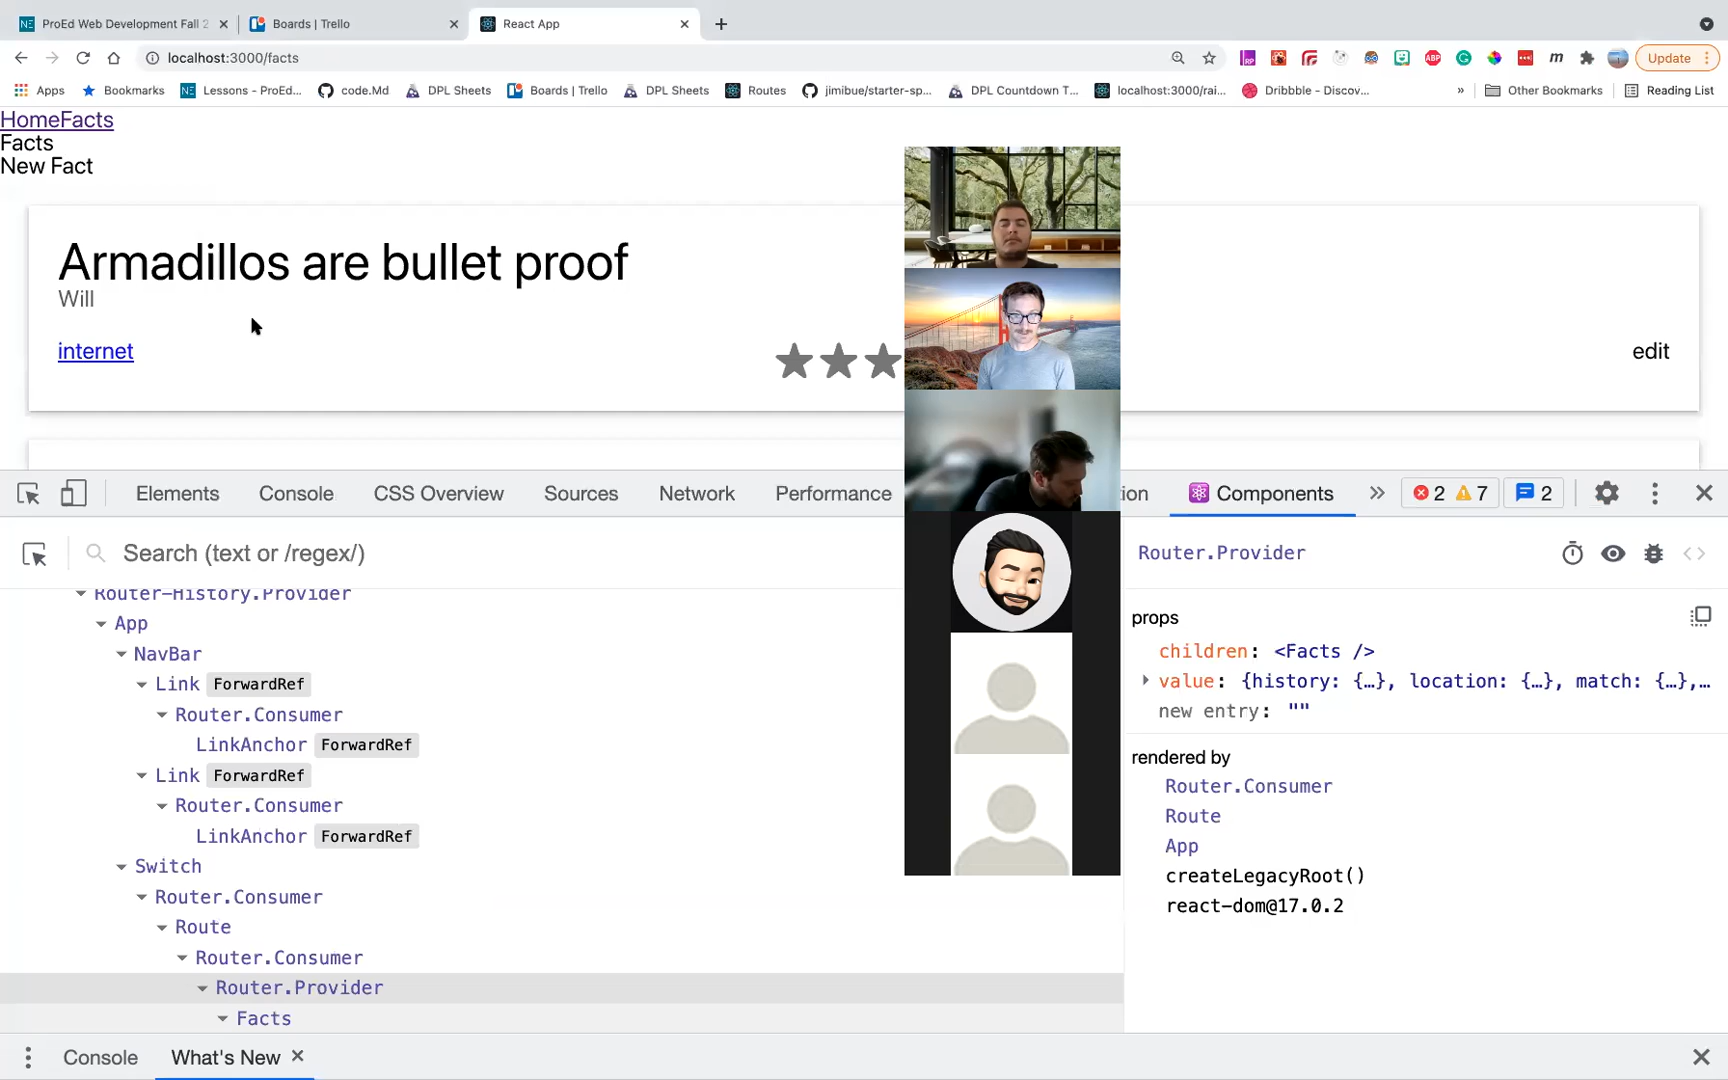 ProEd Web Development Fall 2
Boards | Trello
React App
localhost:3000/facts
Update
Apps
Bookmarks
Lessons - ProEd...
code.Md
DPL Sheets
Boards | Trello
DPL Sheets
Routes
jimibue/starter-sp...
DPL Countdown T...
localhost:3000/rai...
Dribbble - Discov...
»
Other Bookmarks
Reading List
HomeFacts
Facts
New Fact
Armadillos are bullet proof
Will
internet
edit
Elements
Console
CSS Overview
Sources
Network
Performance
ion
Components
2
7
2
Search (text or /regex/)
Router.Provider
Router-History.Provider
App
NavBar
Link ForwardRef
Router.Consumer
LinkAnchor ForwardRef
Link ForwardRef
Router.Consumer
LinkAnchor ForwardRef
Switch
Router.Consumer
Route
Router.Consumer
Router.Provider
Facts
props
children: <Facts />
value: {history: {…}, location: {…}, match: {…},…
new entry: ""
rendered by
Router.Consumer
Route
App
createLegacyRoot()
react-dom@17.0.2
Console
What's New